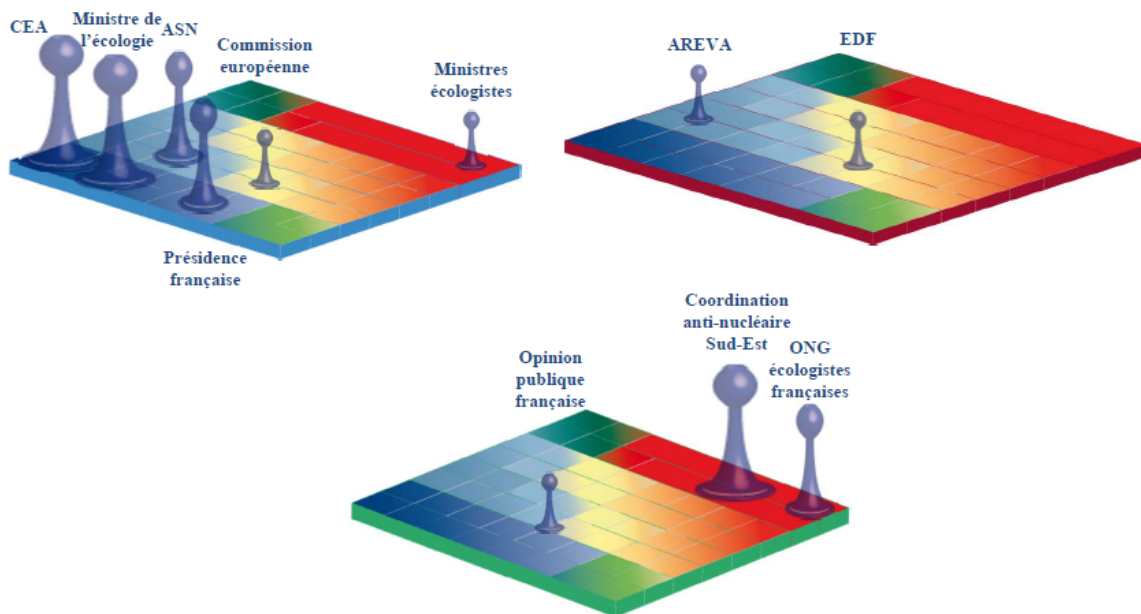 CEA
Ministre de
l'écologie
ASN
Commission
européenne
Ministres
écologistes
Présidence
française
AREVA
EDF
Opinion
publique
française
Coordination
anti-nucléaire
Sud-Est
ONG
écologistes
françaises